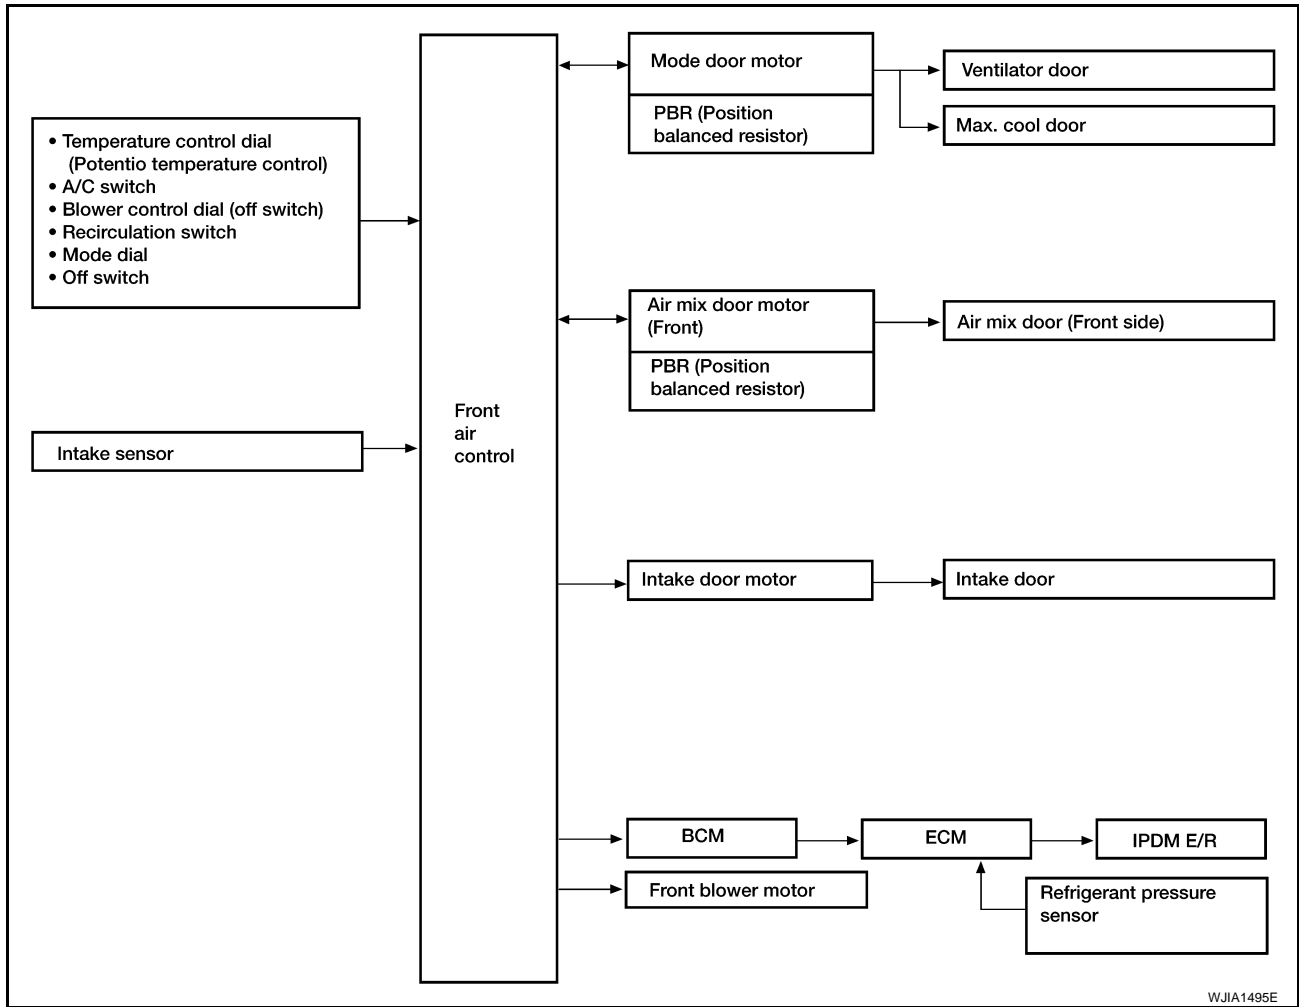 Mode door motor
PBR (Position
balanced resistor)
Ventilator door
Max. cool door
• Temperature control dial
(Potentio temperature control)
• A/C switch
• Blower control dial (off switch)
• Recirculation switch
• Mode dial
• Off switch
Air mix door motor
(Front)
PBR (Position
balanced resistor)
Air mix door (Front side)
Front
air
control
Intake sensor
Intake door motor
Intake door
BCM
ECM
IPDM E/R
Front blower motor
Refrigerant pressure
sensor
WJIA1495E